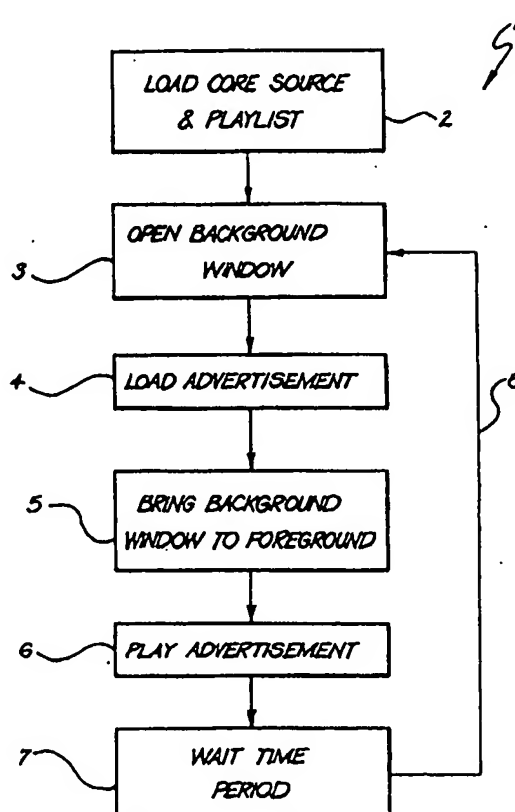 LOAD CORE SOURCE
& PLAYLIST
2
OPEN BACKGROUND
WINDOW
3
4
LOAD ADVERTISEMENT
8
5
BRING BACKGROUND
WINDOW TO FOREGROUND
6
PLAY ADVERTISEMENT
7
WAIT TIME
PERIOD